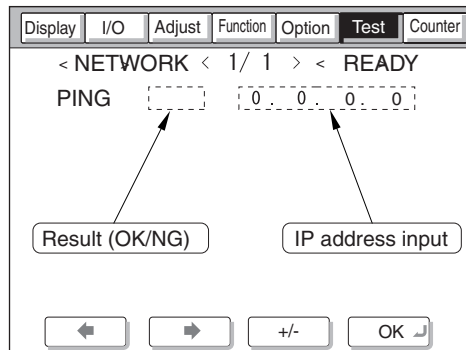 Display I/O Adjust Function Option Test Counter
< NETWORK < 1/ 1 > < READY
PING 0. 0. 0. 0
Result (OK/NG) IP address input
+/- OK